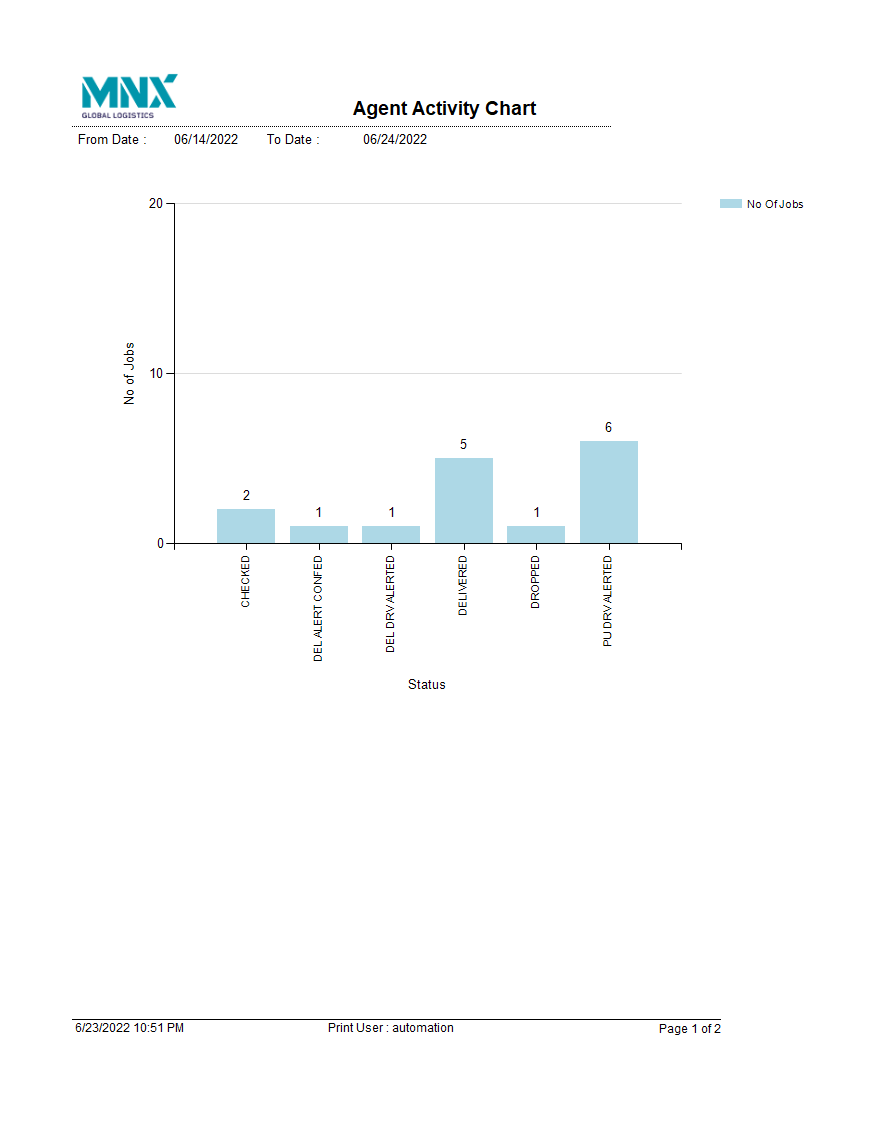 MNX
GLOBAL LOGISTICS
Agent Activity Chart
From Date : 06/14/2022 To Date : 06/24/2022
20
No Of Jobs
No of Jobs
10
6
5
2
1
1
1
0
CHECKED
DEL ALERT CONFED
DEL DRV ALERTED
DELIVERED
DROPPED
PU DRV ALERTED
Status
6/23/2022 10:51 PM Print User : automation Page 1 of 2